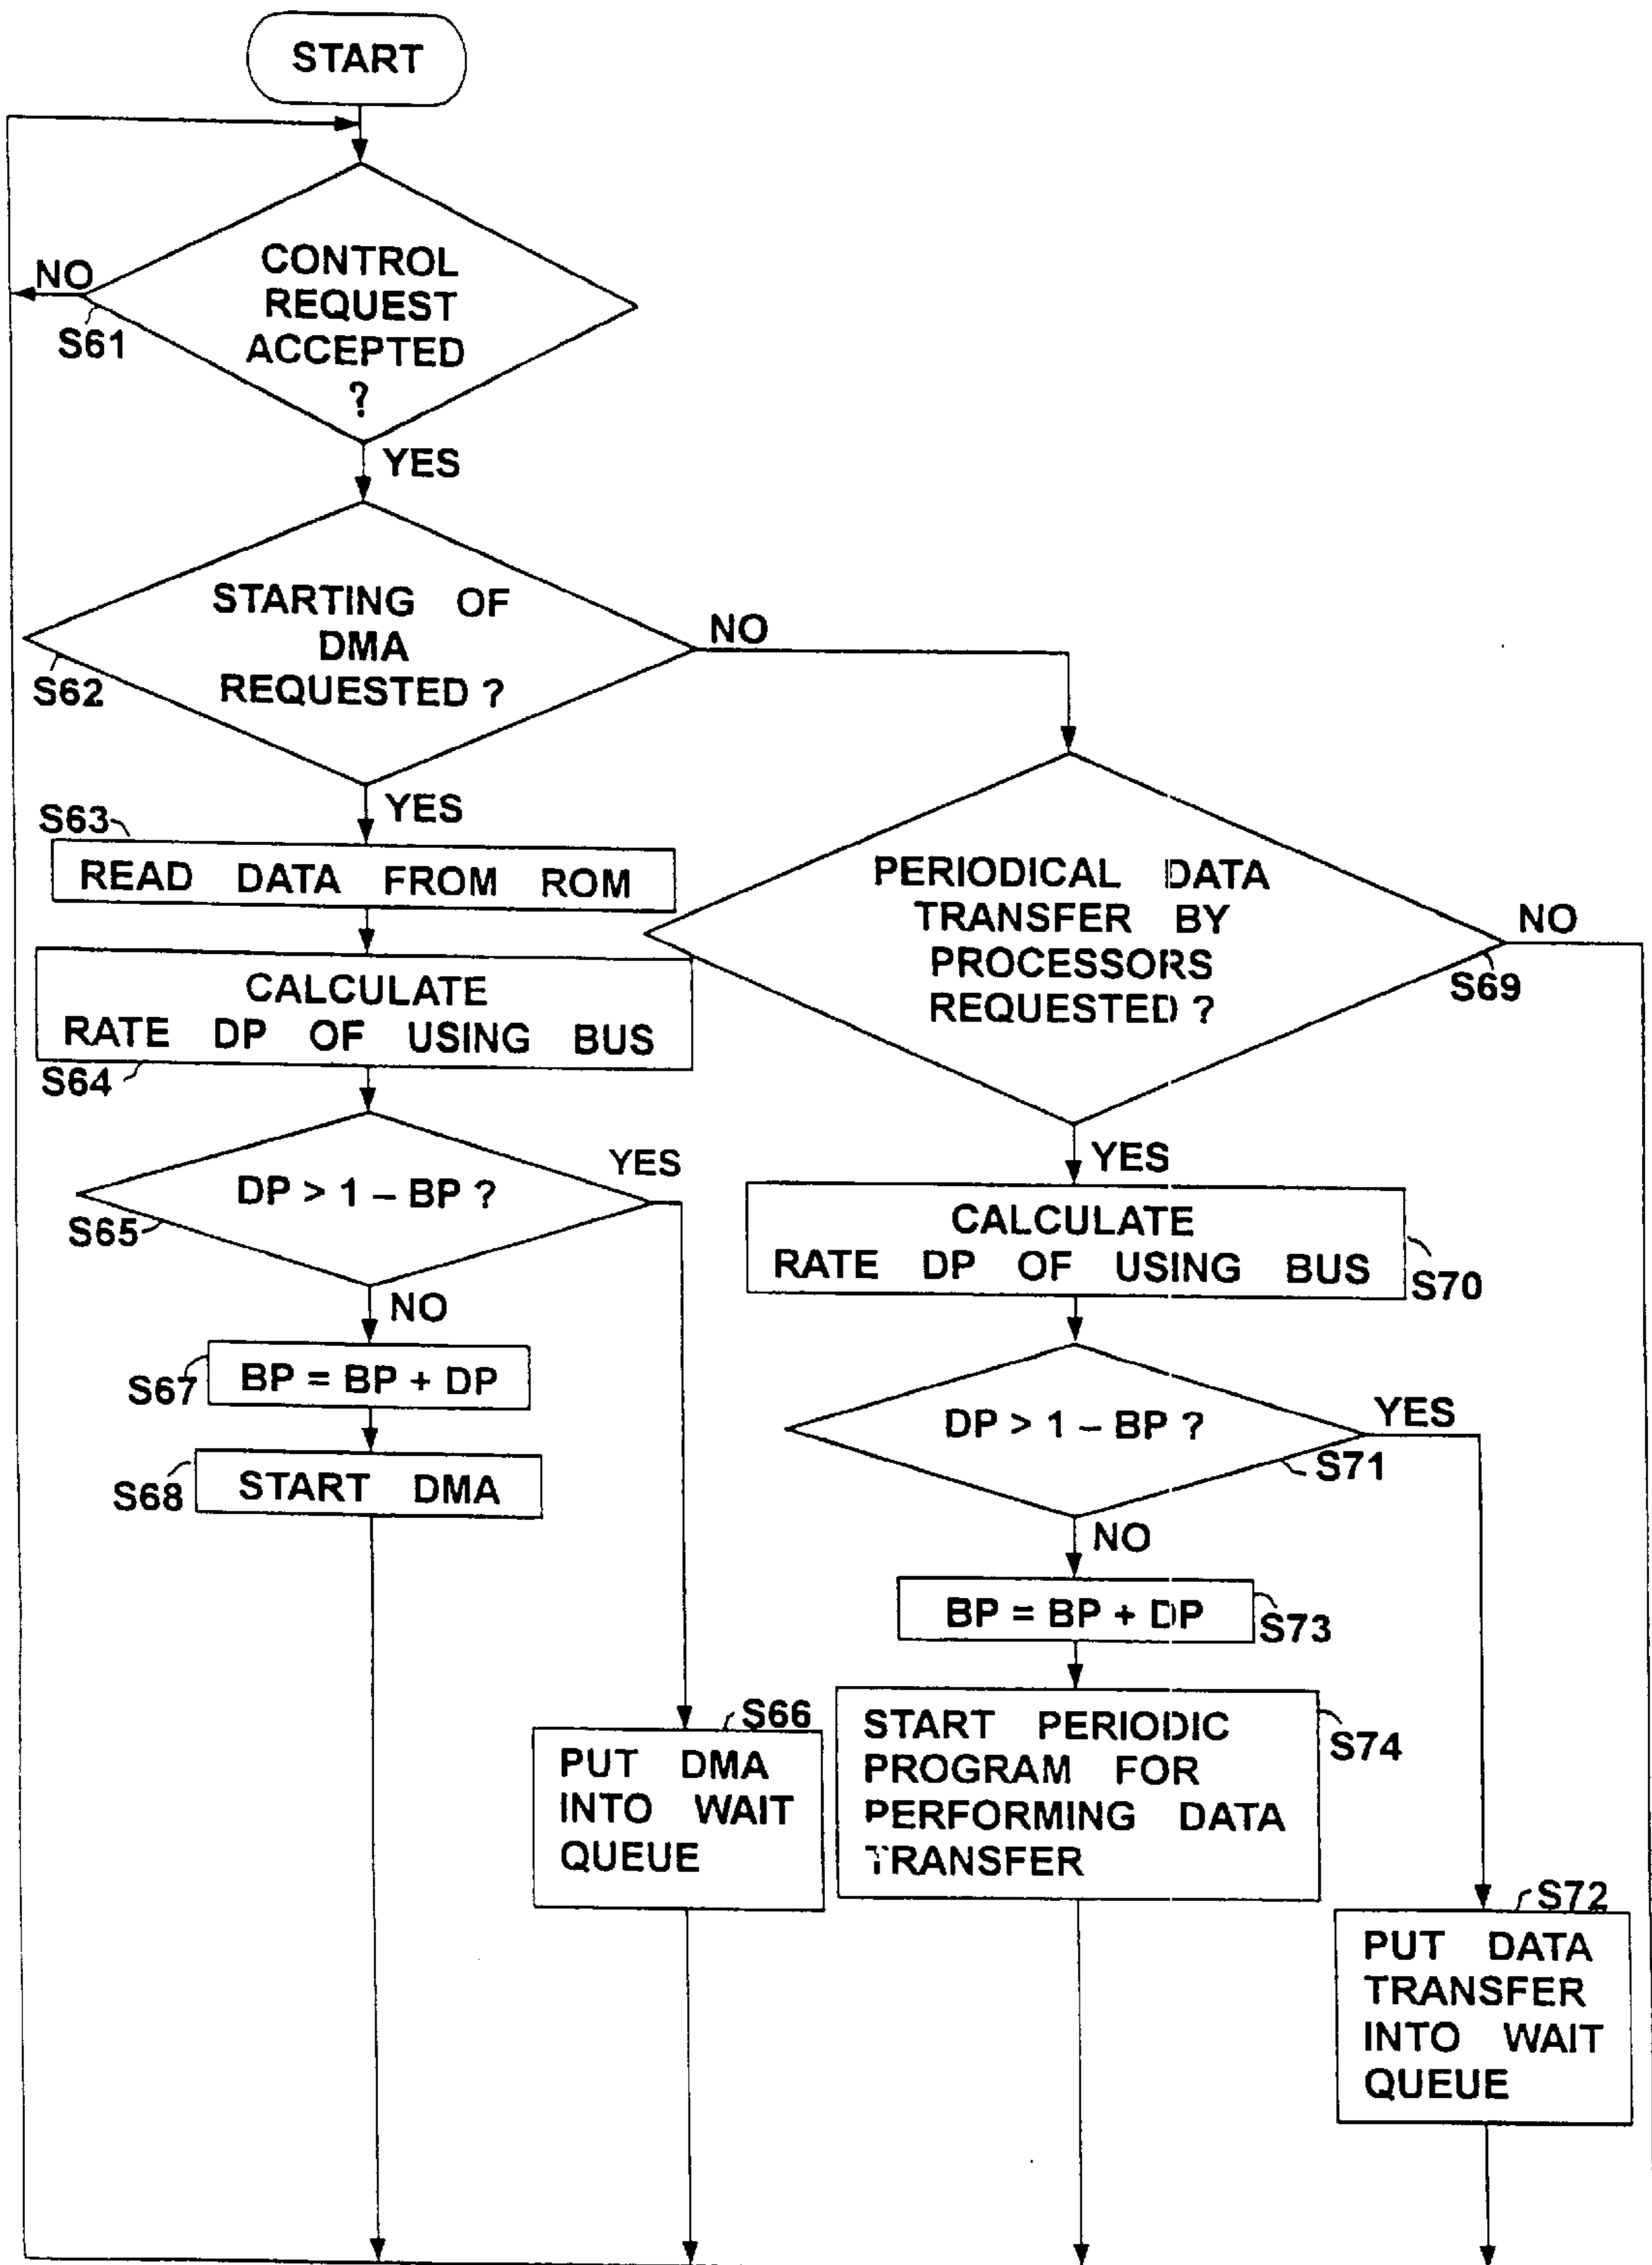 START
CONTROL
REQUEST
ACCEPTED
?
NO
S61
YES
STARTING OF
DMA
REQUESTED ?
NO
S62
YES
S63
READ DATA FROM ROM
CALCULATE
RATE DP OF USING BUS
S64
DP > 1 – BP ?
YES
S65
NO
S67
BP = BP + DP
S68
START DMA
S66
PUT DMA
INTO WAIT
QUEUE
PERIODICAL DATA
TRANSFER BY
PROCESSORS
REQUESTED ?
NO
S69
YES
CALCULATE
RATE DP OF USING BUS
S70
DP > 1 – BP ?
YES
S71
NO
BP = BP + DP
S73
START PERIODIC
PROGRAM FOR
PERFORMING DATA
TRANSFER
S74
S72
PUT DATA
TRANSFER
INTO WAIT
QUEUE